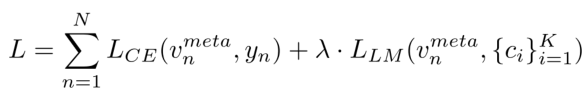 L = \sum_{n=1}^{N} L_{CE}(v_n^{meta}, y_n) + \lambda \cdot L_{LM}(v_n^{meta}, \{c_i\}_{i=1}^{K})